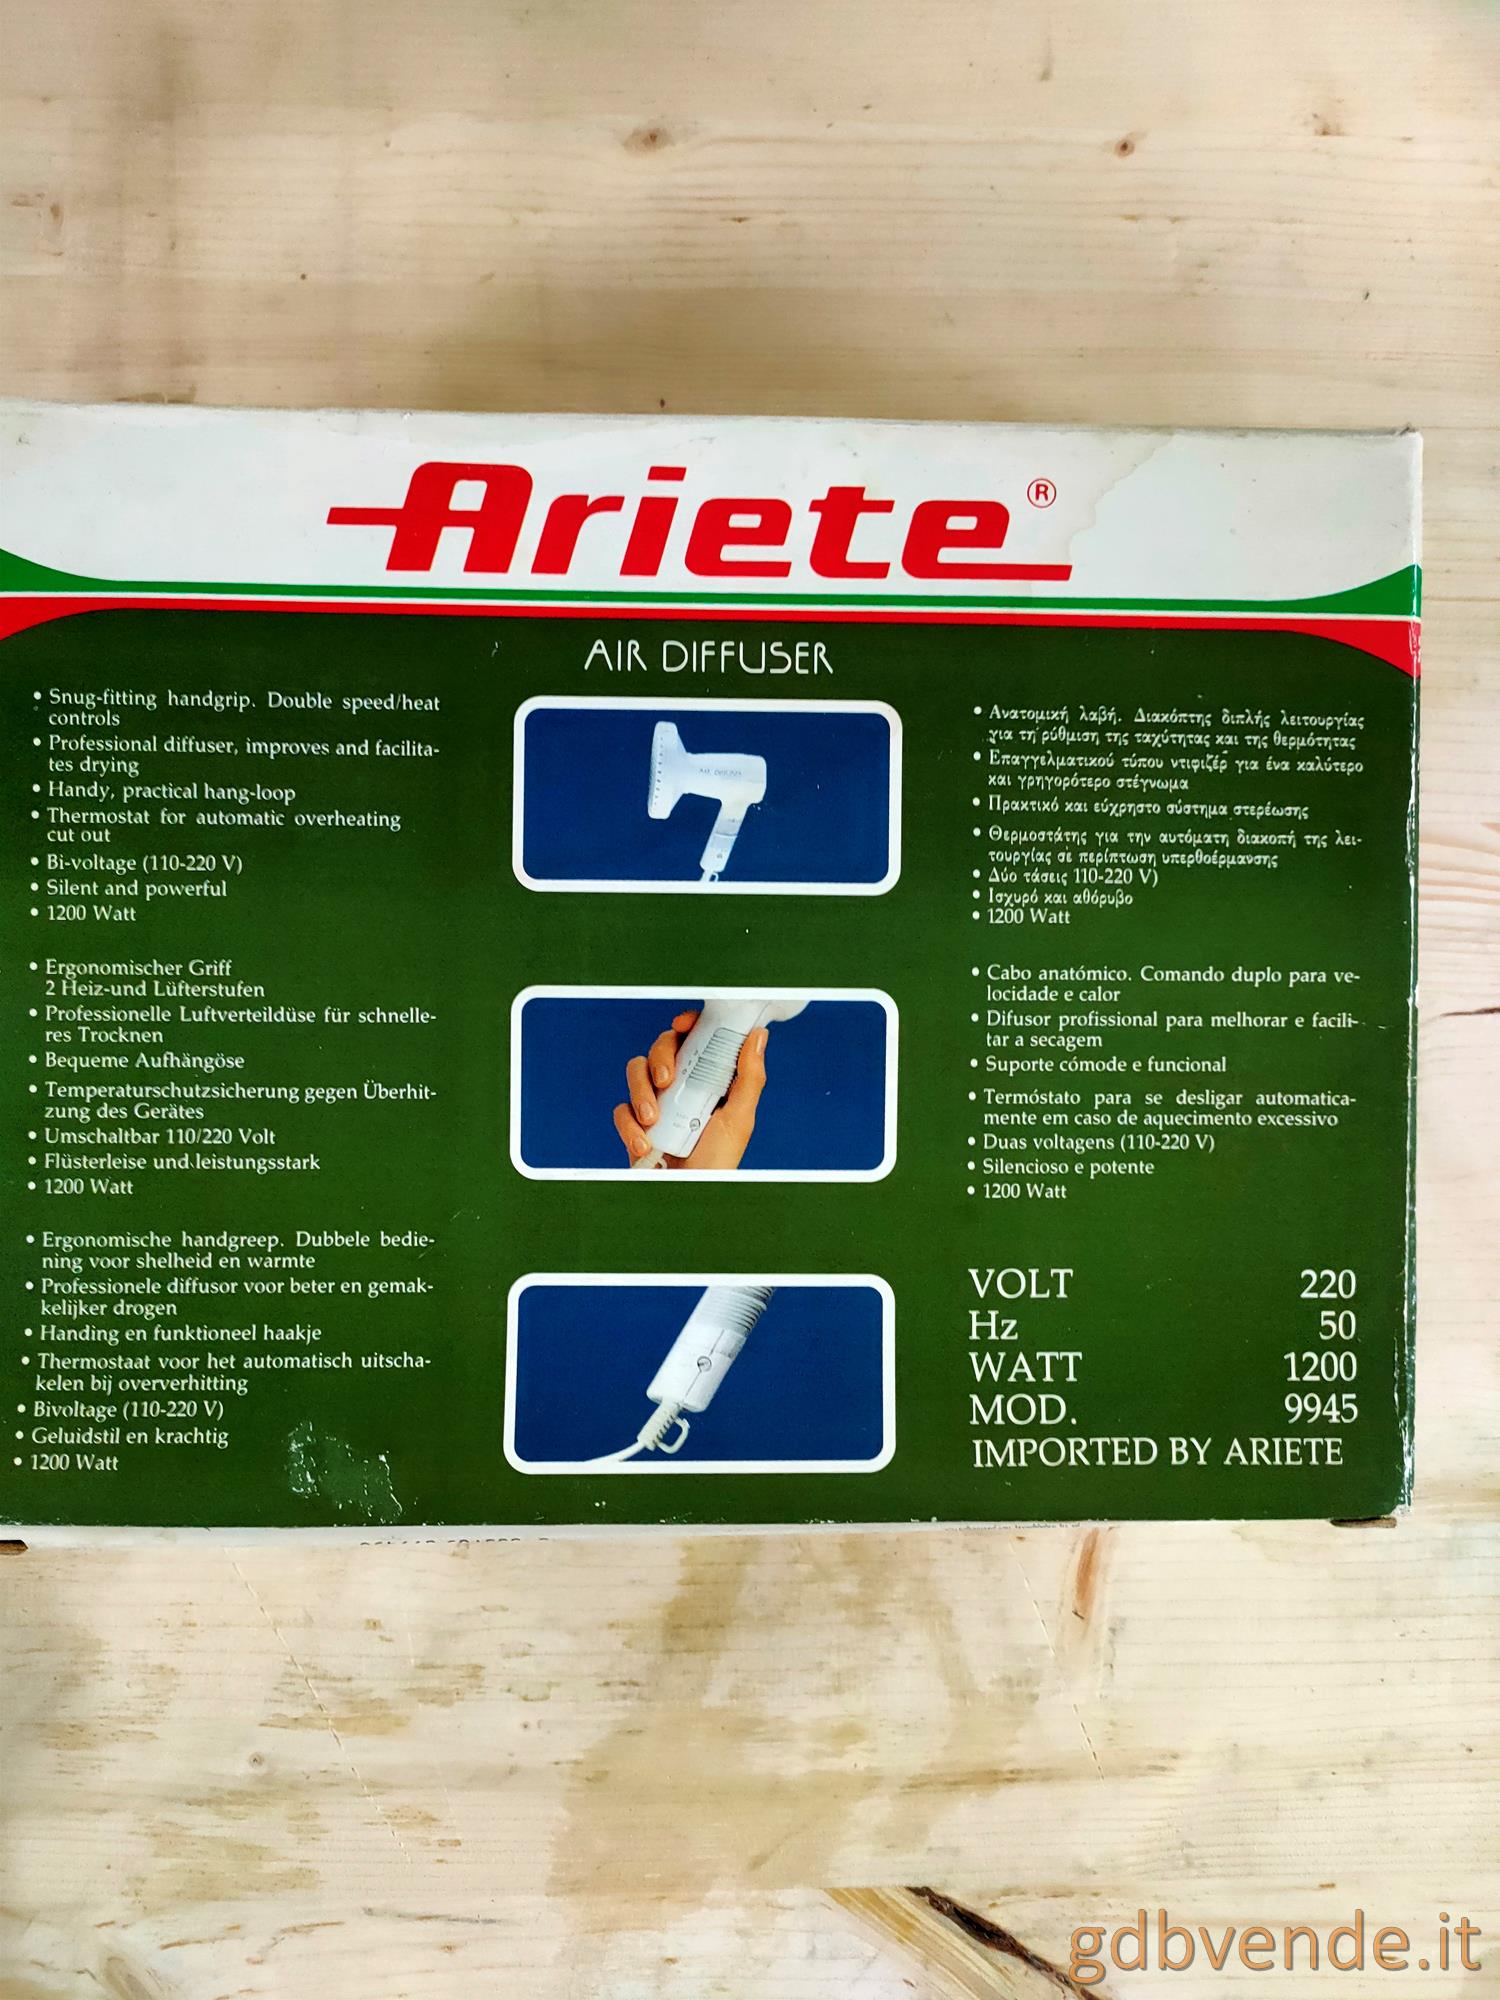 Ariete®
AIR DIFFUSER
• Snug-fitting handgrip. Double speed/heat
controls
• Professional diffuser, improves and facilita-
tes drying
• Handy, practical hang-loop
• Thermostat for automatic overheating
cut out
• Bi-voltage (110-220 V)
• Silent and powerful
• 1200 Watt
• Ergonomischer Griff
2 Heiz-und Lüfterstufen
• Professionelle Luftverteildüse für schnelle-
res Trocknen
• Bequeme Aufhängöse
• Temperaturschutzsicherung gegen Überhit-
zung des Gerätes
• Umschaltbar 110/220 Volt
• Flüsterleise und leistungsstark
• 1200 Watt
• Ergonomische handgreep. Dubbele bedie-
ning voor shelheid en warmte
• Professionele diffusor voor beter en gemak-
kelijker drogen
• Handing en funktioneel haakje
• Thermostaat voor het automatisch uitscha-
kelen bij oververhitting
• Bivoltage (110-220 V)
• Geluidstil en krachtig
• 1200 Watt
AIR DIFFUSER
• Ανατομική λαβή. Διακόπτης διπλής λειτουργίας
για τη ρύθμιση της ταχύτητας και της θερμότητας
• Επαγγελματικού τύπου ντιφιζέρ για ένα καλύτερο
και γρηγορότερο στέγνωμα
• Πρακτικό και εύχρηστο σύστημα στερέωσης
• Θερμοστάτης για την αυτόματη διακοπή της λει-
τουργίας σε περίπτωση υπερθοέρμανσης
• Δύο τάσεις 110-220 V)
• Ισχυρό και αθόρυβο
• 1200 Watt
• Cabo anatómico. Comando duplo para ve-
locidade e calor
• Difusor profissional para melhorar e facili-
tar a secagem
• Suporte cómode e funcional
• Termóstato para se desligar automatica-
mente em caso de aquecimento excessivo
• Duas voltagens (110-220 V)
• Silencioso e potente
• 1200 Watt
VOLT 220
Hz 50
WATT 1200
MOD. 9945
IMPORTED BY ARIETE
gdbvende.it